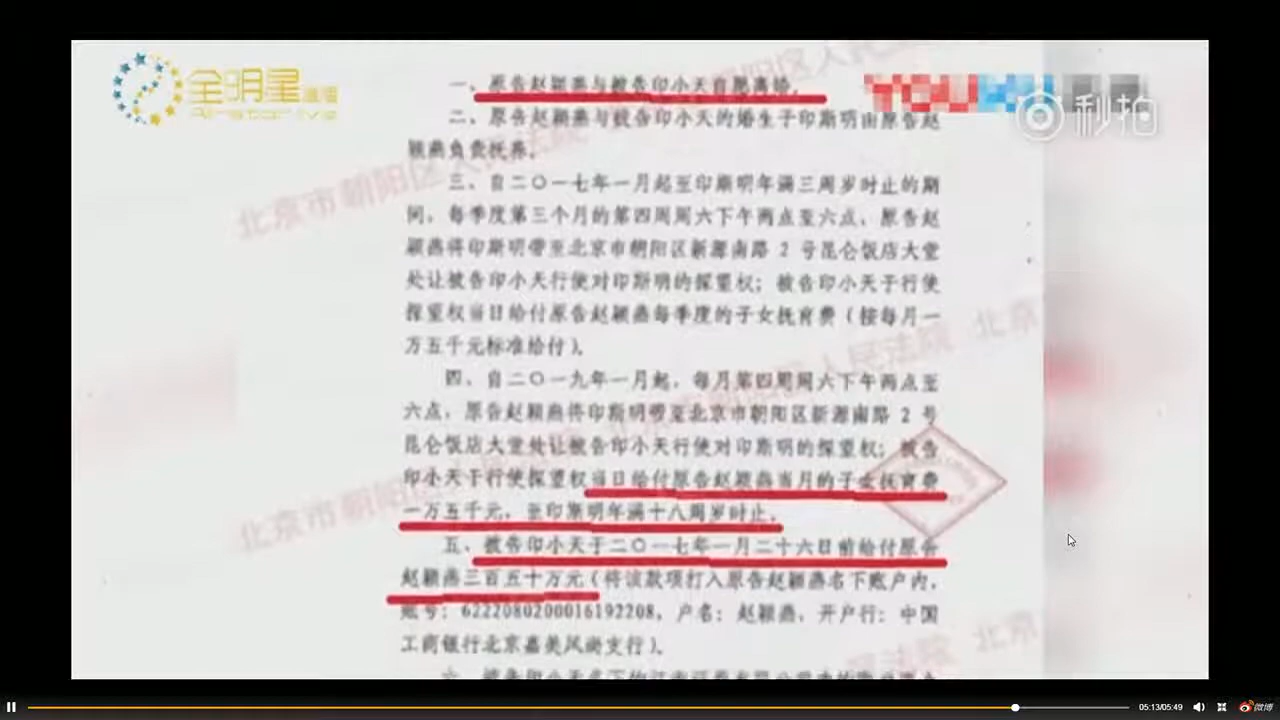 全明星
YOU
秒拍
一、原告赵颖燕与被告印小天自愿离婚。
二、原告赵颖燕与被告印小天的婚生子印斯明由原告赵
颖燕负责抚养。
三、自二〇一七年一月起至印斯明年满三周岁时止的期
间，每季度第三个月的第四周周六下午两点至六点，原告赵
颖燕将印斯明带至北京市朝阳区新源南路 2 号昆仑饭店大堂
处让被告印小天行使对印斯明的探望权；被告印小天于行使
探望权当日给付原告赵颖燕每季度的子女抚育费（按每月一
万五千元标准给付）。
四、自二〇一九年一月起，每月第四周周六下午两点至
六点，原告赵颖燕将印斯明带至北京市朝阳区新源南路 2 号
昆仑饭店大堂处让被告印小天行使对印斯明的探望权；被告
印小天于行使探望权当日给付原告赵颖燕当月的子女抚育费
一万五千元，至印斯明年满十八周岁时止。
五、被告印小天于二〇一七年一月二十六日前给付原告
赵颖燕三百五十万元（将该款项打入原告赵颖燕名下账户内，
账号：6222080200016192208，户名：赵颖燕，开户行：中国
工商银行北京嘉美风尚支行）。
北京市朝阳区人民法院
05:13/05:49
微博